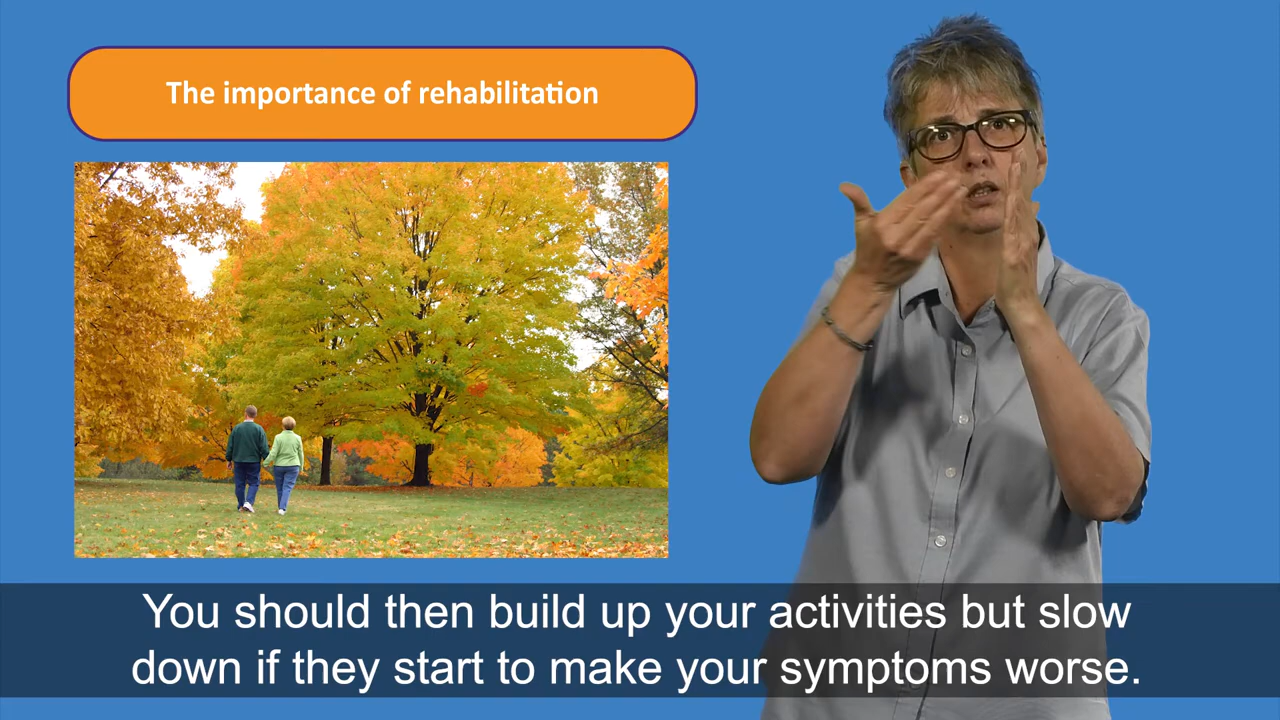 The importance of rehabilitation
You should then build up your activities but slow
down if they start to make your symptoms worse.